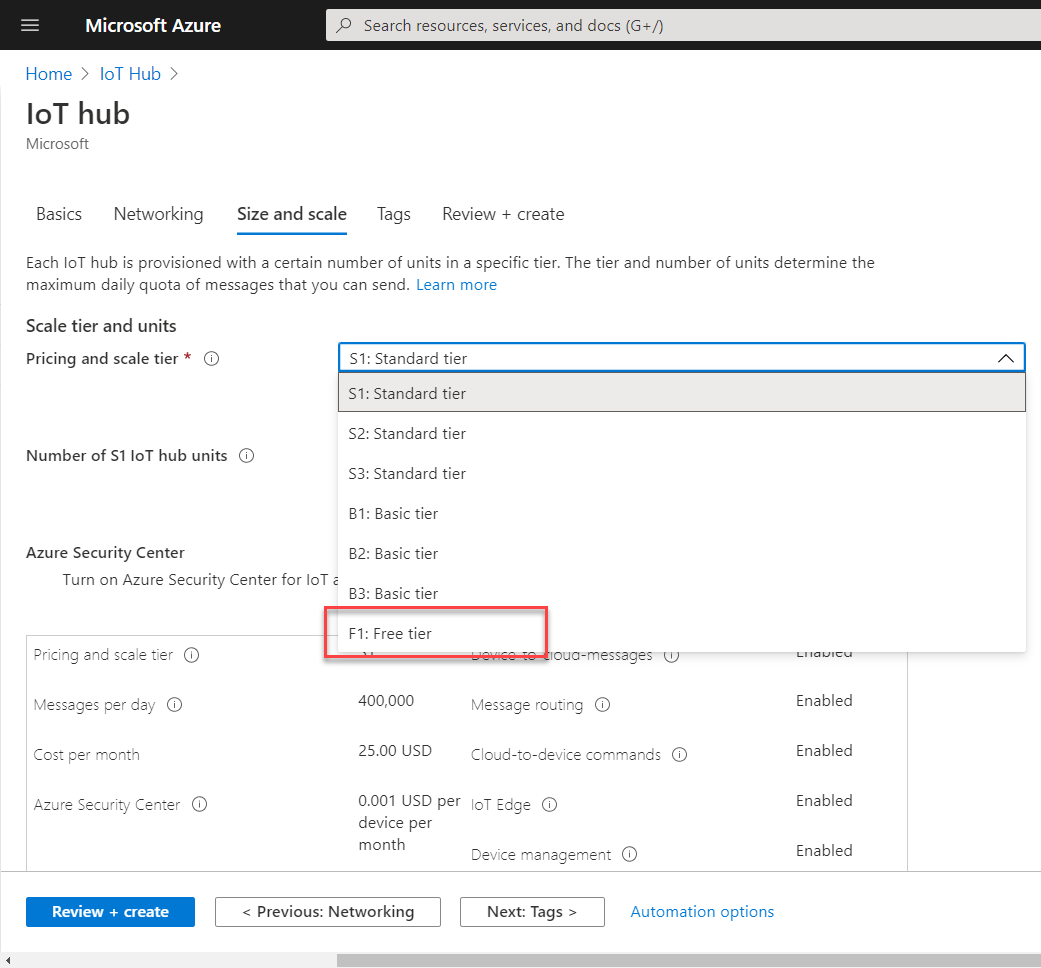 Microsoft Azure
Search resources, services, and docs (G+/)
Home > IoT Hub >
IoT hub
Microsoft
Basics
Networking
Size and scale
Tags
Review + create
Each IoT hub is provisioned with a certain number of units in a specific tier. The tier and number of units determine the
maximum daily quota of messages that you can send. Learn more
Scale tier and units
Pricing and scale tier *
S1: Standard tier
S1: Standard tier
S2: Standard tier
S3: Standard tier
B1: Basic tier
B2: Basic tier
B3: Basic tier
F1: Free tier
Number of S1 IoT hub units
Azure Security Center
Turn on Azure Security Center for IoT
Pricing and scale tier
Device-to-cloud-messages
Enabled
Messages per day
400,000
Message routing
Enabled
Cost per month
25.00 USD
Cloud-to-device commands
Enabled
Azure Security Center
0.001 USD per
device per
month
IoT Edge
Enabled
Device management
Enabled
Review + create
< Previous: Networking
Next: Tags >
Automation options